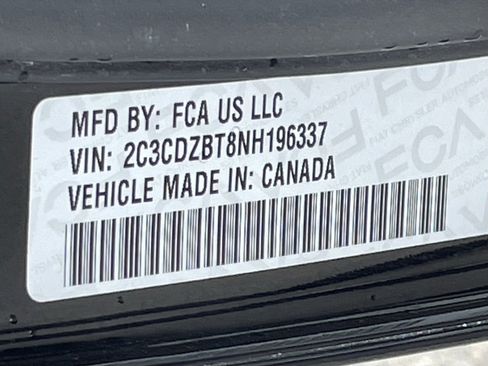 MFD BY: FCA US LLC
VIN: 2C3CDZBT8NH196337
VEHICLE MADE IN: CANADA